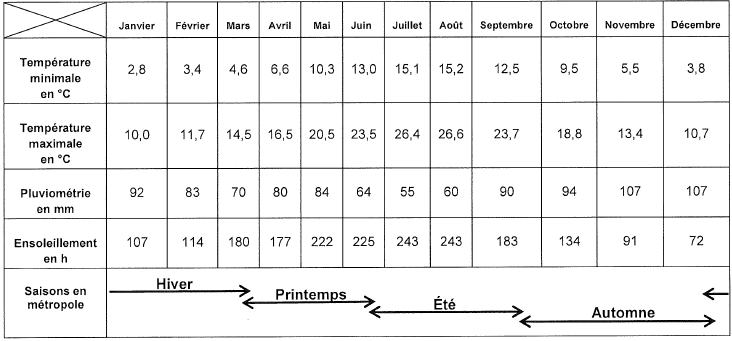 Janvier Février Mars Avril Mai Juin Juillet Août Septembre Octobre Novembre Décembre
Température
minimale
en °C
2,8 3,4 4,6 6,6 10,3 13,0 15,1 15,2 12,5 9,5 5,5 3,8
Température
maximale
en °C
10,0 11,7 14,5 16,5 20,5 23,5 26,4 26,6 23,7 18,8 13,4 10,7
Pluviométrie
en mm
92 83 70 80 84 64 55 60 90 94 107 107
Ensoleillement
en h
107 114 180 177 222 225 243 243 183 134 91 72
Saisons en
métropole
Hiver
Printemps
Été
Automne